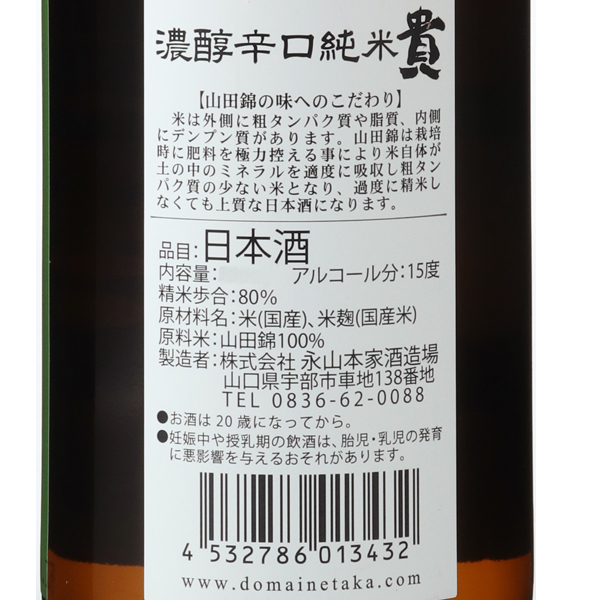 濃醇辛口純米貴
【山田錦の味へのこだわり】
米は外側に粗タンパク質や脂質、内側
にデンプン質があります。山田錦は栽培
時に肥料を極力控える事により米自体が
土の中のミネラルを適度に吸収し粗タン
パク質の少ない米となり、過度に精米し
なくても上質な日本酒になります。
品目：日本酒
内容量： アルコール分：15度
精米歩合：80％
原材料名：米（国産）、米麹（国産米）
原料米：山田錦100％
製造者：株式会社 永山本家酒造場
山口県宇部市車地138番地
TEL 0836-62-0088
●お酒は20歳になってから。
●妊娠中や授乳期の飲酒は、胎児・乳児の発育
に悪影響を与えるおそれがあります。
4 532786 013432
www.domainetaka.com